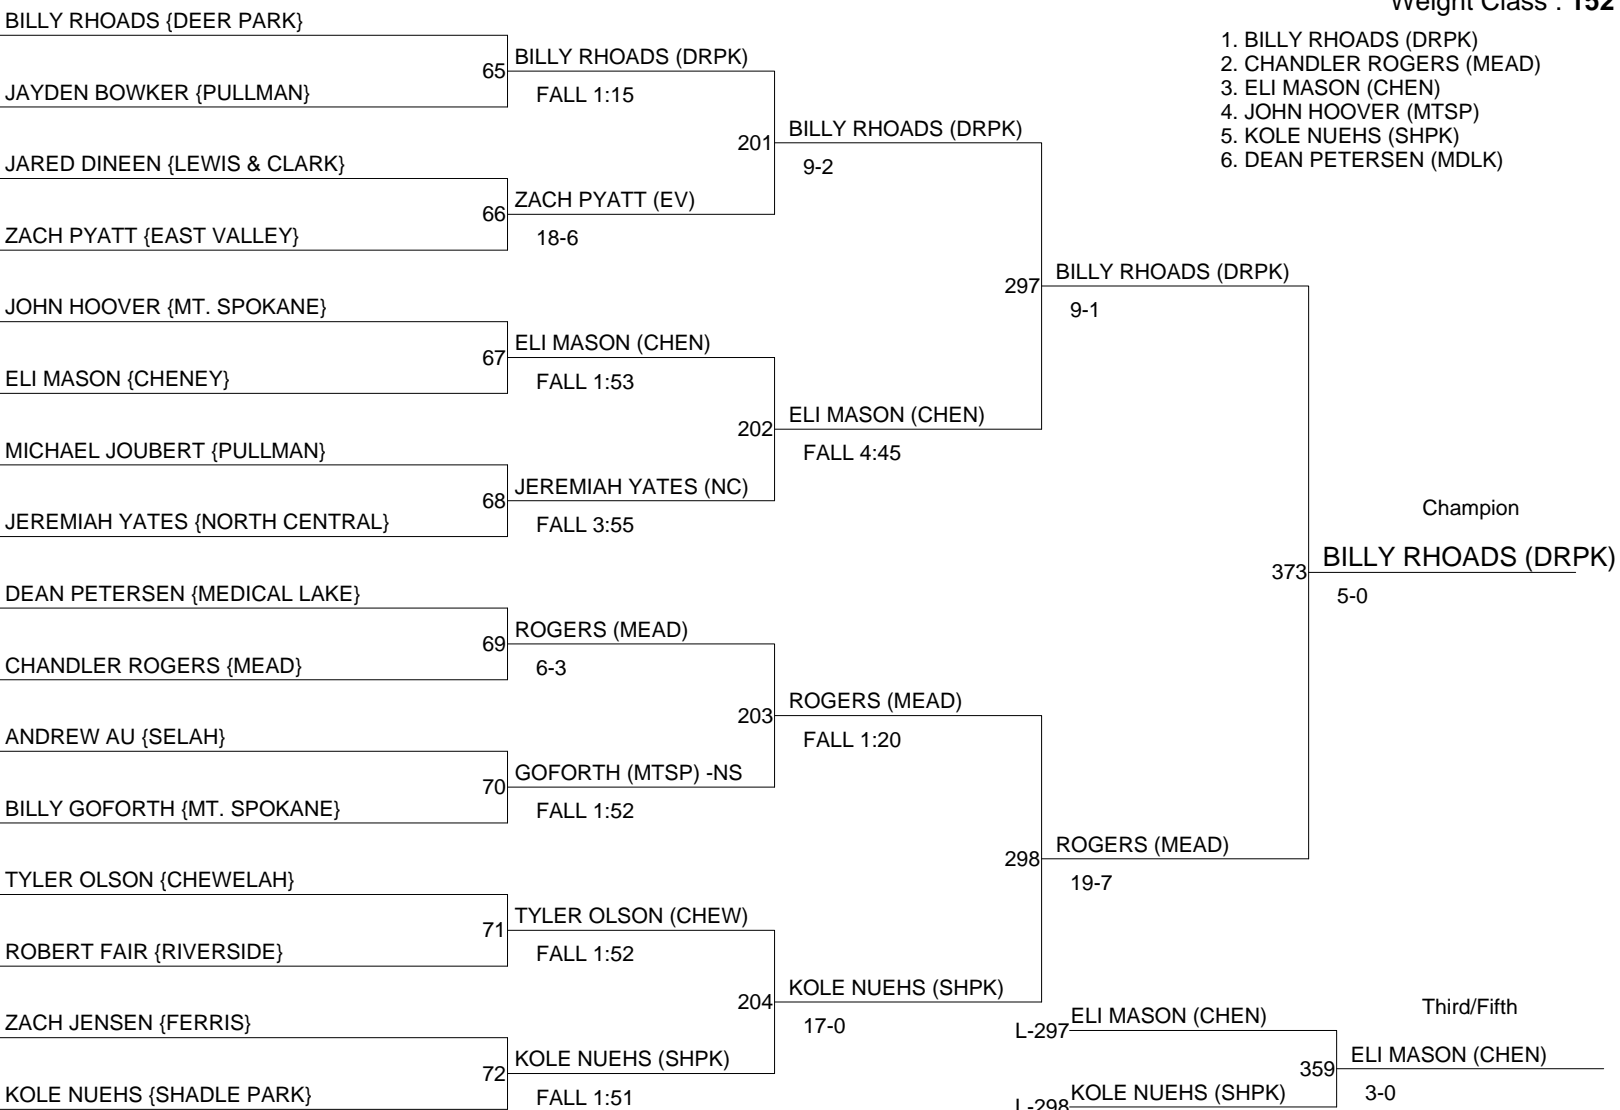 Weight Class : 152
1. BILLY RHOADS (DRPK)
2. CHANDLER ROGERS (MEAD)
3. ELI MASON (CHEN)
4. JOHN HOOVER (MTSP)
5. KOLE NUEHS (SHPK)
6. DEAN PETERSEN (MDLK)
BILLY RHOADS {DEER PARK}
JAYDEN BOWKER {PULLMAN}
JARED DINEEN {LEWIS & CLARK}
ZACH PYATT {EAST VALLEY}
JOHN HOOVER {MT. SPOKANE}
ELI MASON {CHENEY}
MICHAEL JOUBERT {PULLMAN}
JEREMIAH YATES {NORTH CENTRAL}
DEAN PETERSEN {MEDICAL LAKE}
CHANDLER ROGERS {MEAD}
ANDREW AU {SELAH}
BILLY GOFORTH {MT. SPOKANE}
TYLER OLSON {CHEWELAH}
ROBERT FAIR {RIVERSIDE}
ZACH JENSEN {FERRIS}
KOLE NUEHS {SHADLE PARK}
65 BILLY RHOADS (DRPK)
FALL 1:15
66 ZACH PYATT (EV)
18-6
67 ELI MASON (CHEN)
FALL 1:53
68 JEREMIAH YATES (NC)
FALL 3:55
69 ROGERS (MEAD)
6-3
70 GOFORTH (MTSP) -NS
FALL 1:52
71 TYLER OLSON (CHEW)
FALL 1:52
72 KOLE NUEHS (SHPK)
FALL 1:51
201 BILLY RHOADS (DRPK)
9-2
202 ELI MASON (CHEN)
FALL 4:45
203 ROGERS (MEAD)
FALL 1:20
204 KOLE NUEHS (SHPK)
17-0
297 BILLY RHOADS (DRPK)
9-1
298 ROGERS (MEAD)
19-7
Champion
373 BILLY RHOADS (DRPK)
5-0
Third/Fifth
L-297 ELI MASON (CHEN)
L-298 KOLE NUEHS (SHPK)
359 ELI MASON (CHEN)
3-0